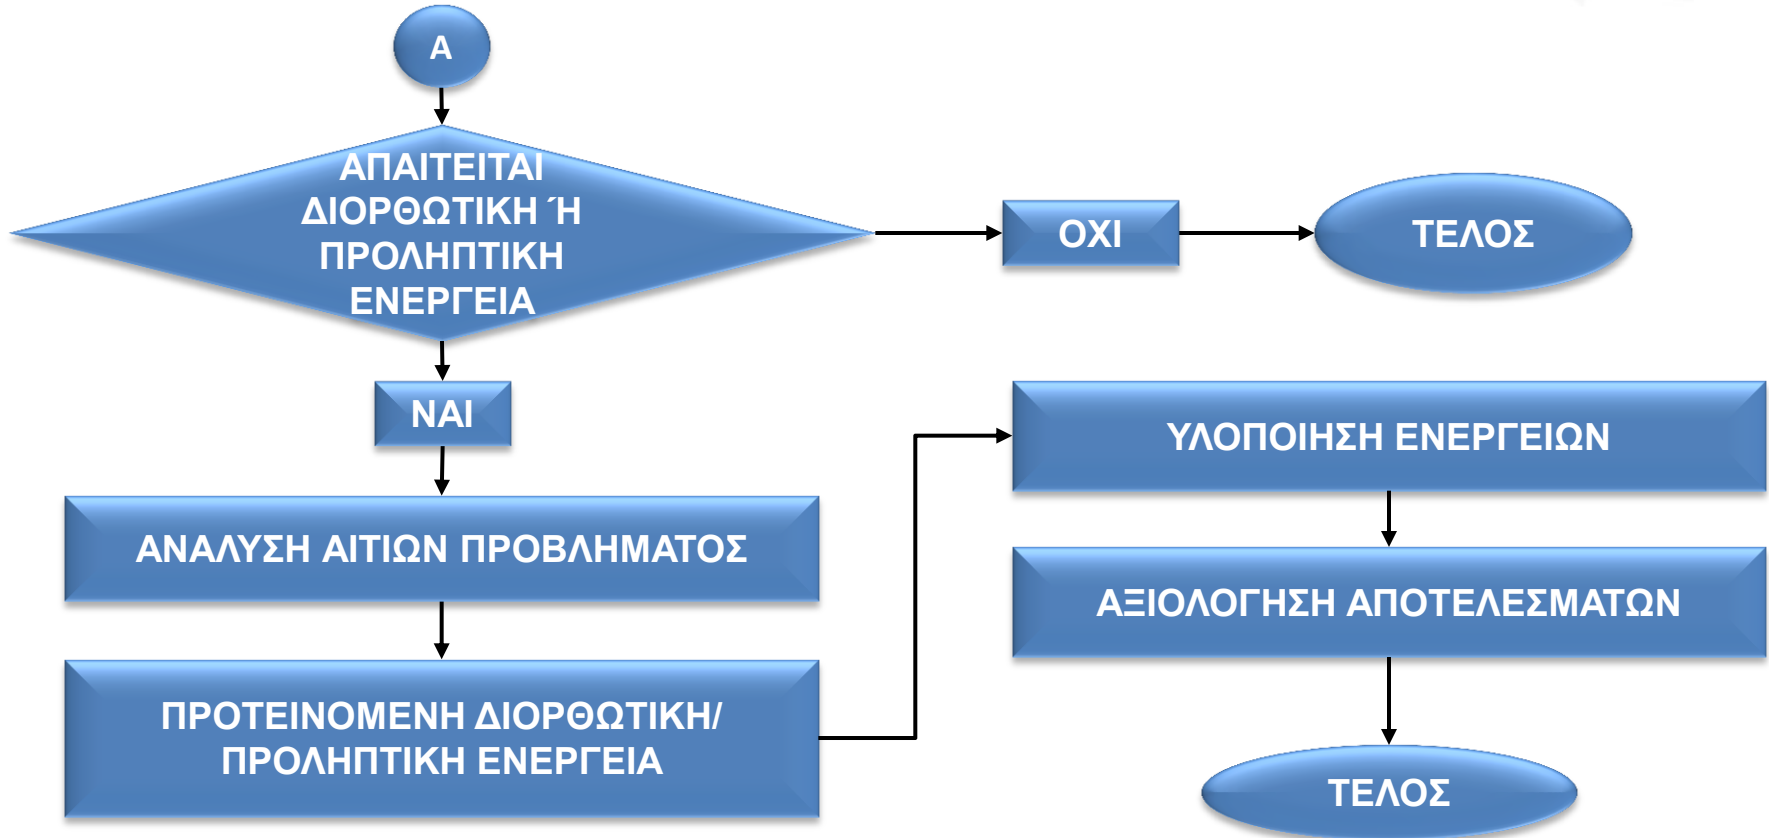 Α
ΑΠΑΙΤΕΙΤΑΙ
ΔΙΟΡΘΩΤΙΚΗ Ή
ΠΡΟΛΗΠΤΙΚΗ
ΕΝΕΡΓΕΙΑ
ΟΧΙ
ΤΕΛΟΣ
ΝΑΙ
ΑΝΑΛΥΣΗ ΑΙΤΙΩΝ ΠΡΟΒΛΗΜΑΤΟΣ
ΠΡΟΤΕΙΝΟΜΕΝΗ ΔΙΟΡΘΩΤΙΚΗ/
ΠΡΟΛΗΠΤΙΚΗ ΕΝΕΡΓΕΙΑ
ΥΛΟΠΟΙΗΣΗ ΕΝΕΡΓΕΙΩΝ
ΑΞΙΟΛΟΓΗΣΗ ΑΠΟΤΕΛΕΣΜΑΤΩΝ
ΤΕΛΟΣ